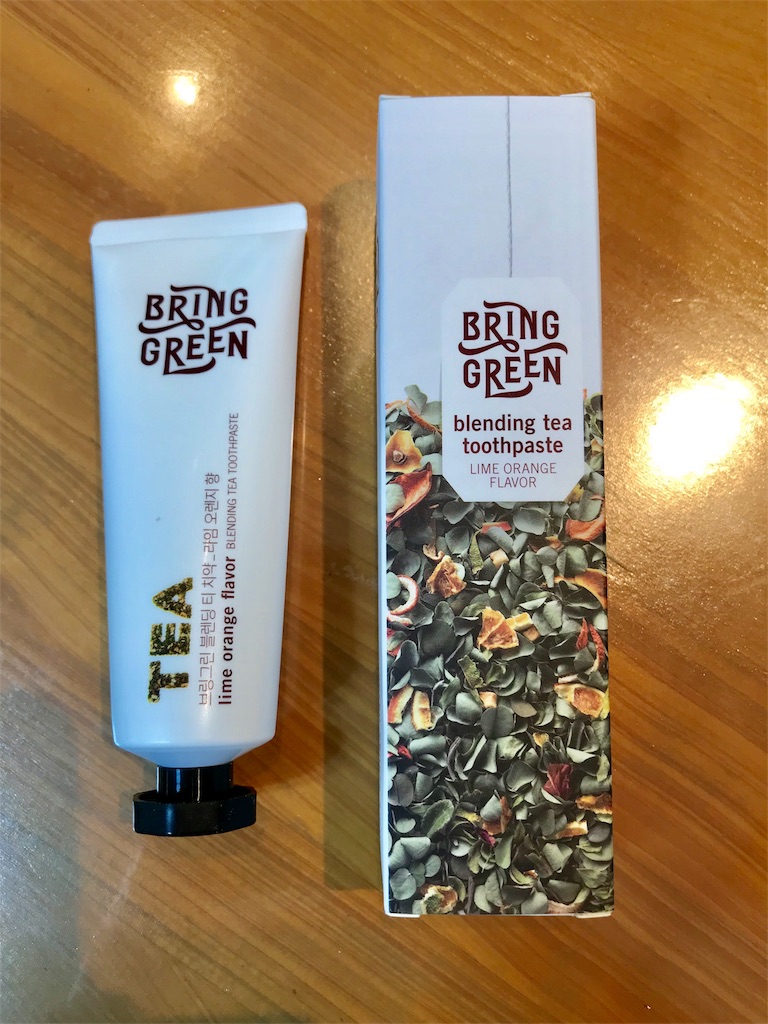 BRING
GREEN
TEA
브링그린 블렌딩 티 치약_라임 오렌지 향
lime orange flavor BLENDING TEA TOOTHPASTE
BRING
GREEN
blending tea
toothpaste
LIME ORANGE
FLAVOR